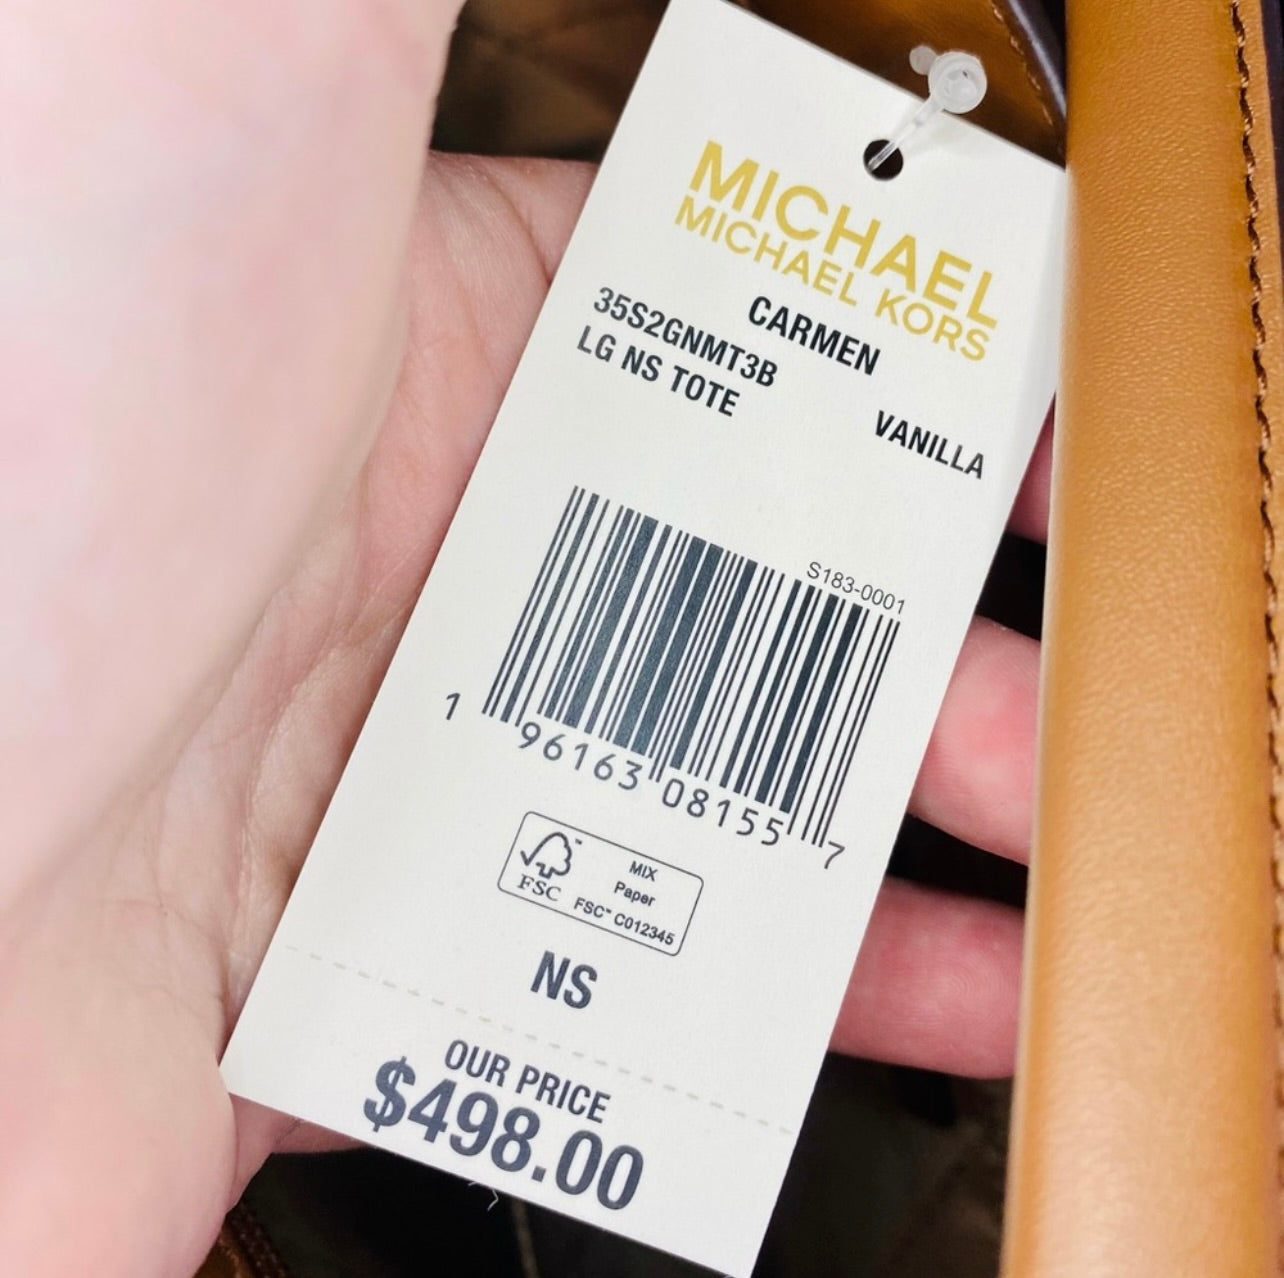 MICHAEL
MICHAEL KORS
CARMEN
35S2GNMT3B
LG NS TOTE
VANILLA
S183-0001
1 96163 08155 7
FSC
MIX
Paper
FSC™ C012345
NS
OUR PRICE
$498.00